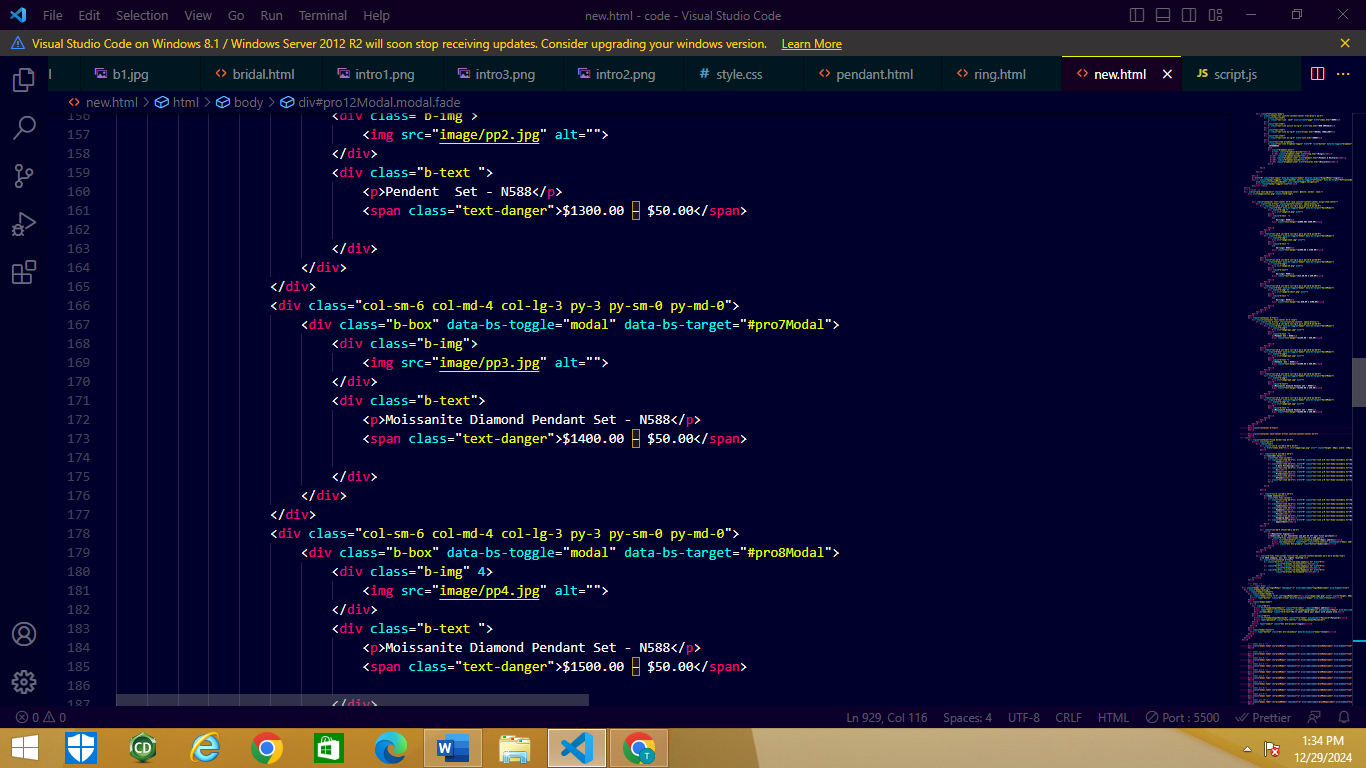 File Edit Selection View Go Run Terminal Help new.html - code - Visual Studio Code
Visual Studio Code on Windows 8.1 / Windows Server 2012 R2 will soon stop receiving updates. Consider upgrading your windows version. Learn More
l b1.jpg bridal.html intro1.png intro3.png intro2.png # style.css pendant.html ring.html new.html JS script.js
new.html > html > body > div#pro12Modal.modal.fade
156 <div class="b-img">
157 <img src="image/pp2.jpg" alt="">
158 </div>
159 <div class="b-text ">
160 <p>Pendent  Set - N588</p>
161 <span class="text-danger">$1300.00 – $50.00</span>
162
163 </div>
164 </div>
165 </div>
166 <div class="col-sm-6 col-md-4 col-lg-3 py-3 py-sm-0 py-md-0">
167 <div class="b-box" data-bs-toggle="modal" data-bs-target="#pro7Modal">
168 <div class="b-img">
169 <img src="image/pp3.jpg" alt="">
170 </div>
171 <div class="b-text">
172 <p>Moissanite Diamond Pendant Set - N588</p>
173 <span class="text-danger">$1400.00 – $50.00</span>
174
175 </div>
176 </div>
177 </div>
178 <div class="col-sm-6 col-md-4 col-lg-3 py-3 py-sm-0 py-md-0">
179 <div class="b-box" data-bs-toggle="modal" data-bs-target="#pro8Modal">
180 <div class="b-img" 4>
181 <img src="image/pp4.jpg" alt="">
182 </div>
183 <div class="b-text ">
184 <p>Moissanite Diamond Pendant Set - N588</p>
185 <span class="text-danger">$1500.00 – $50.00</span>
186
187 </div>
0 0 Ln 929, Col 116 Spaces: 4 UTF-8 CRLF HTML Port : 5500 Prettier
CD W T 1:34 PM
12/29/2024